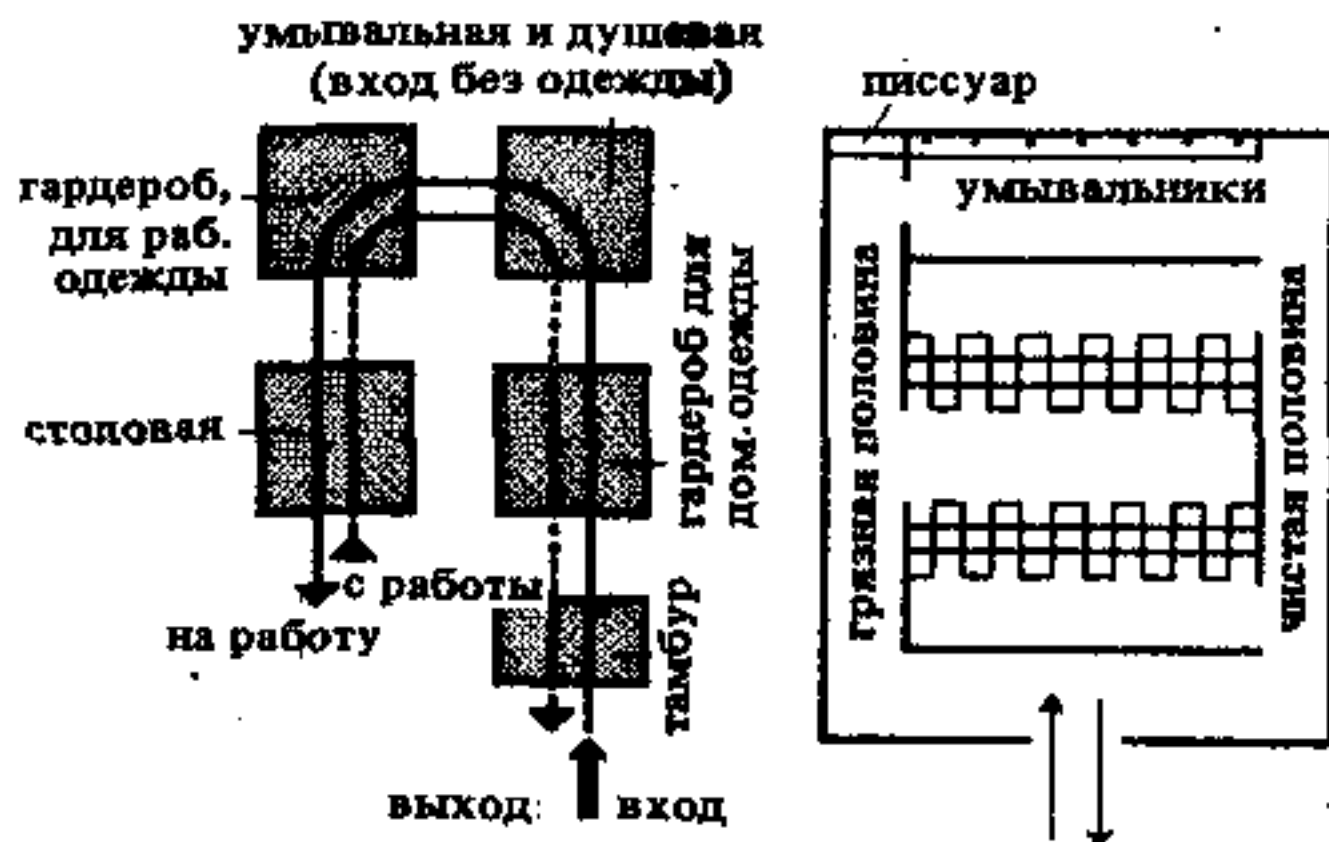 умывальная и душевая
(вход без одежды)
гардероб,
для раб.
одежды
столовая
гардероб для
дом. одежды
с работы
на работу
тамбур
выход
вход
писсуар
умывальники
грязная половина
чистая половина